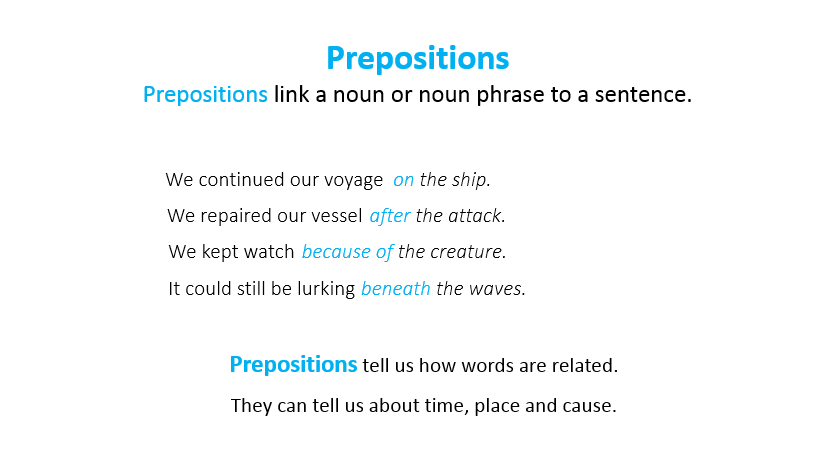 Prepositions
Prepositions link a noun or noun phrase to a sentence.
We continued our voyage on the ship.
We repaired our vessel after the attack.
We kept watch because of the creature.
It could still be lurking beneath the waves.
Prepositions tell us how words are related.
They can tell us about time, place and cause.